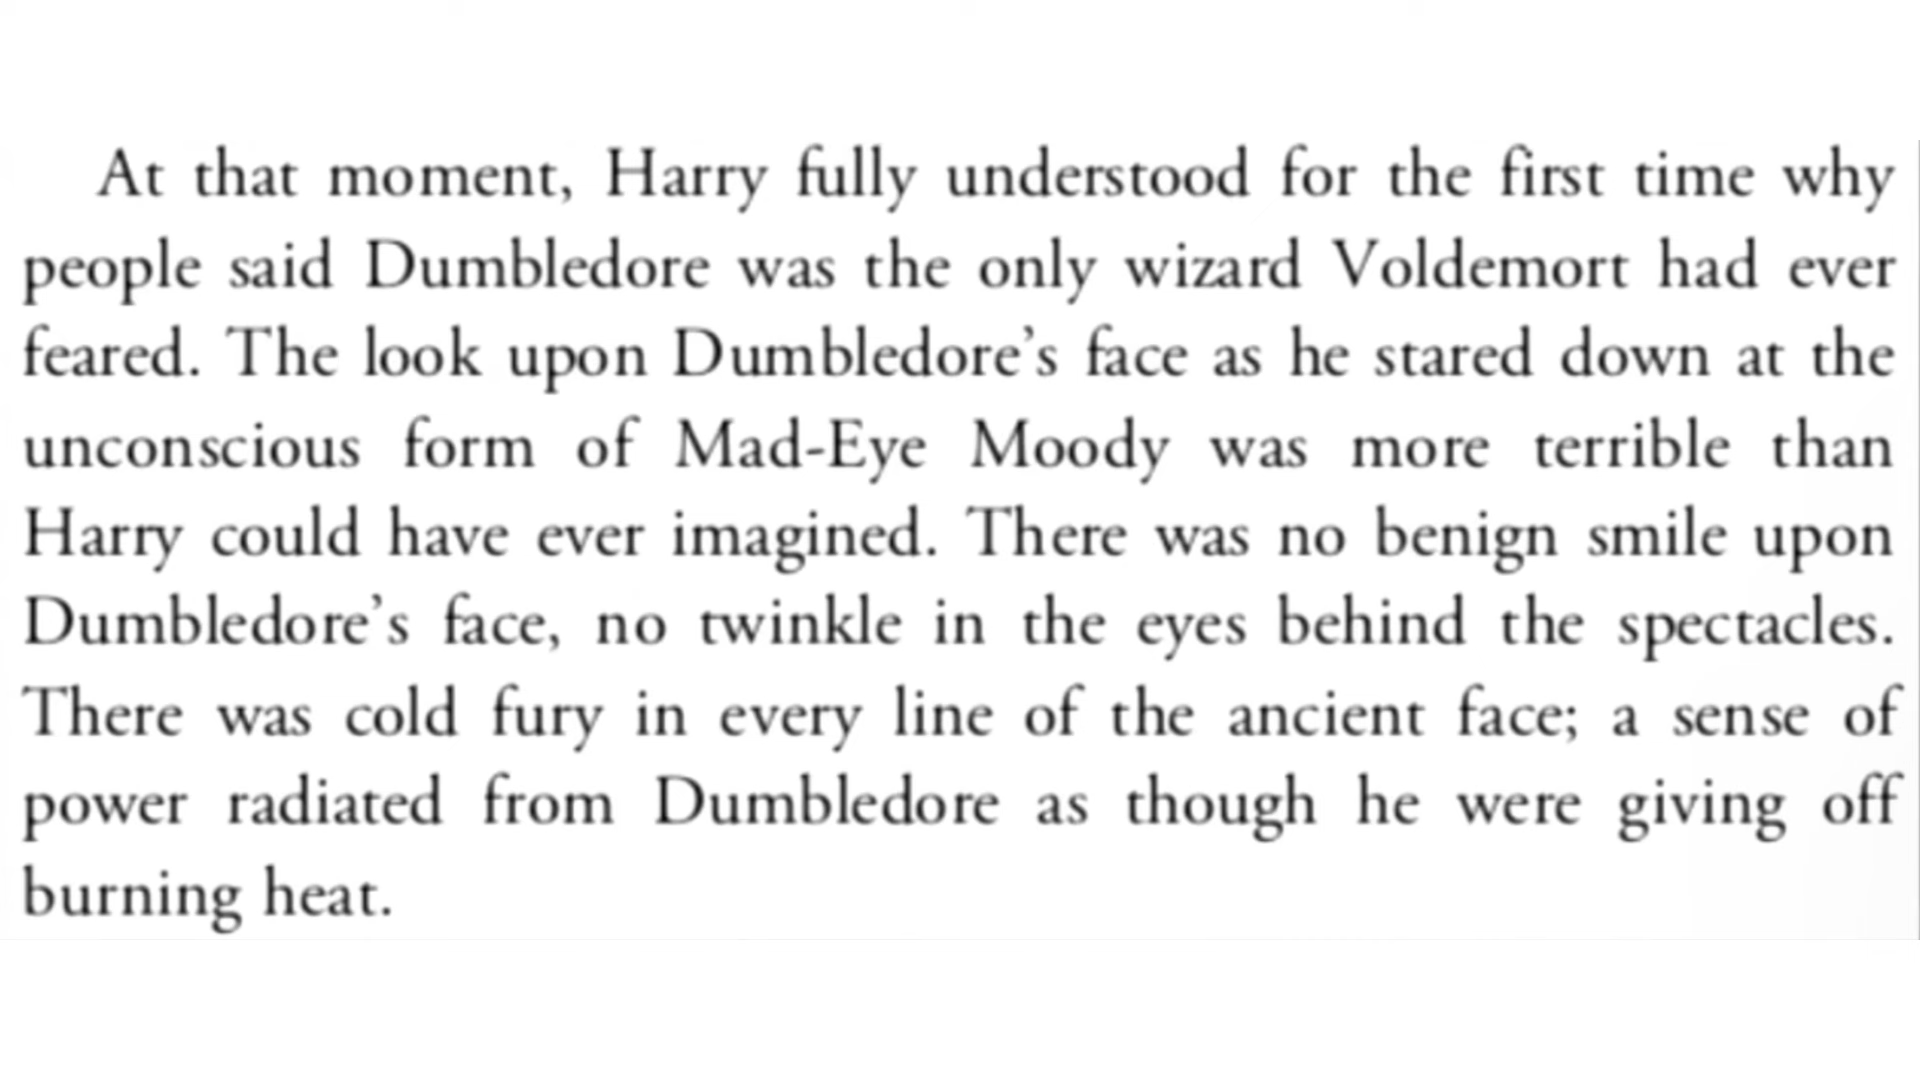 At that moment, Harry fully understood for the first time why
people said Dumbledore was the only wizard Voldemort had ever
feared. The look upon Dumbledore’s face as he stared down at the
unconscious form of Mad-Eye Moody was more terrible than
Harry could have ever imagined. There was no benign smile upon
Dumbledore’s face, no twinkle in the eyes behind the spectacles.
There was cold fury in every line of the ancient face; a sense of
power radiated from Dumbledore as though he were giving off
burning heat.